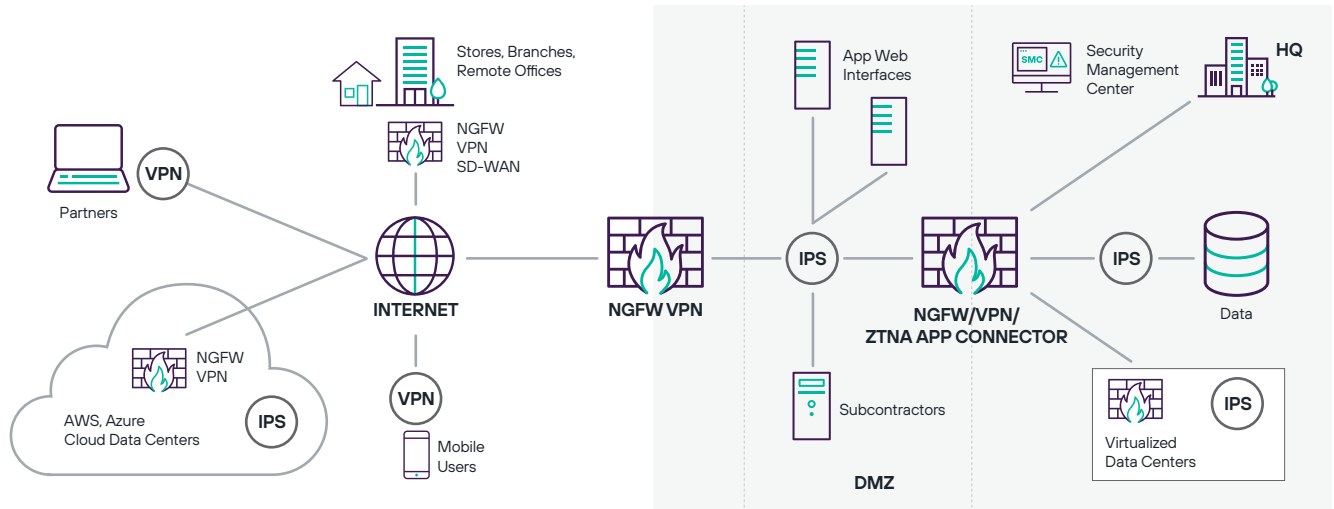 Stores, Branches,
Remote Offices
NGFW
VPN
SD-WAN
VPN
Partners
INTERNET
NGFW
VPN
AWS, Azure
Cloud Data Centers
IPS
VPN
Mobile
Users
NGFW VPN
App Web
Interfaces
IPS
Subcontractors
DMZ
NGFW/VPN/
ZTNA APP CONNECTOR
SMC
Security
Management
Center
HQ
IPS
Data
IPS
Virtualized
Data Centers